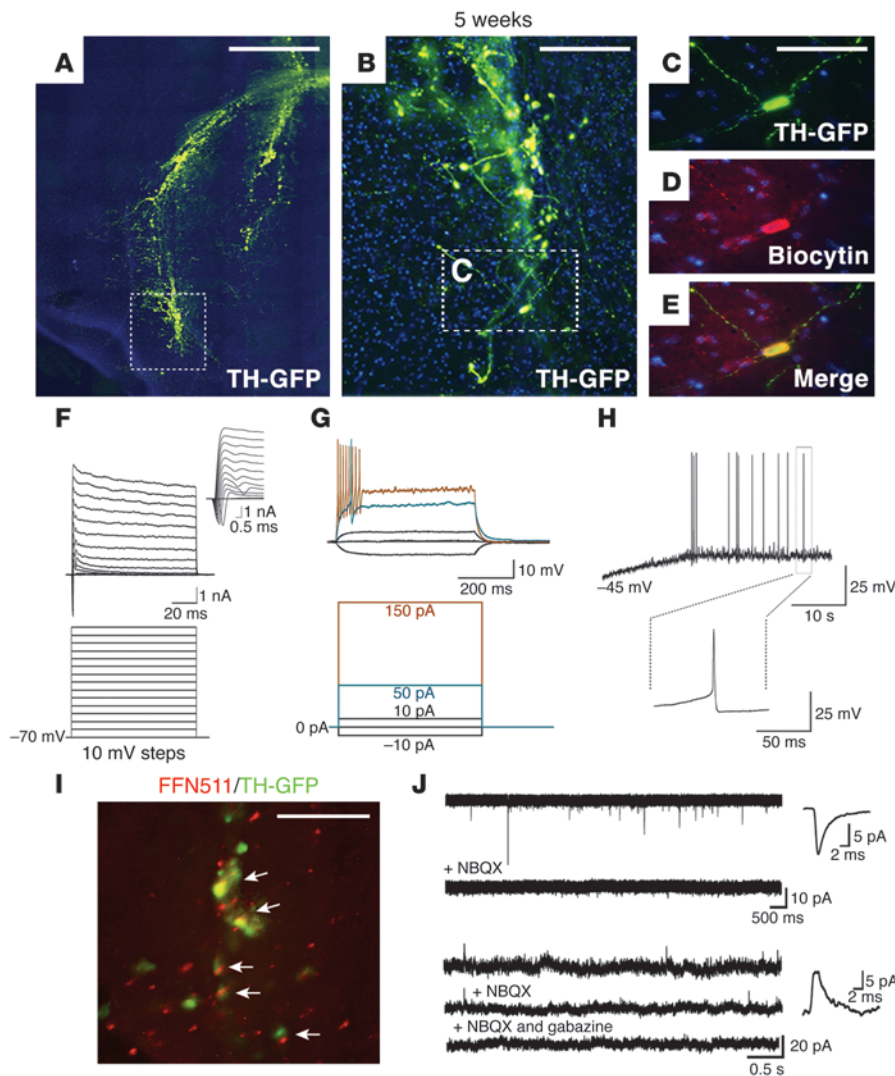 5 weeks
A
TH-GFP
B
C
TH-GFP
C
TH-GFP
D
Biocytin
E
Merge
F
1 nA
0.5 ms
1 nA
20 ms
–70 mV
10 mV steps
G
10 mV
200 ms
150 pA
50 pA
10 pA
0 pA
–10 pA
H
–45 mV
25 mV
10 s
25 mV
50 ms
I
FFN511/TH-GFP
J
5 pA
2 ms
+ NBQX
10 pA
500 ms
5 pA
2 ms
+ NBQX
+ NBQX and gabazine
20 pA
0.5 s